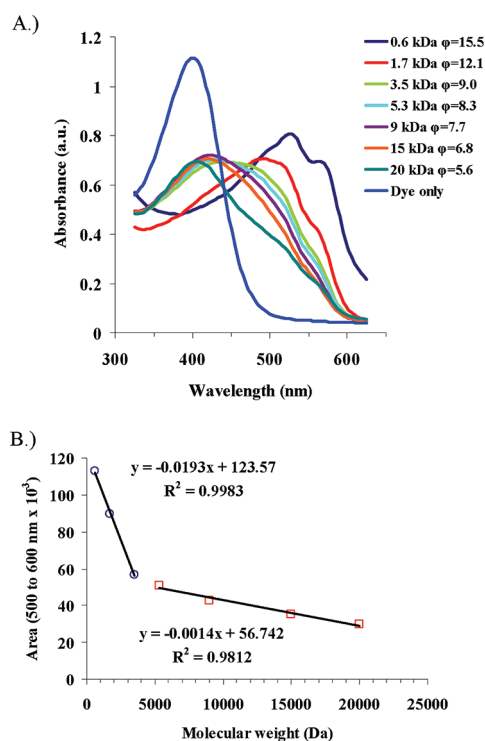 A.)
1.2
1
0.8
0.6
0.4
0.2
0
Absorbance (a.u.)
300 400 500 600
Wavelength (nm)
0.6 kDa φ=15.5
1.7 kDa φ=12.1
3.5 kDa φ=9.0
5.3 kDa φ=8.3
9 kDa φ=7.7
15 kDa φ=6.8
20 kDa φ=5.6
Dye only
B.)
120
100
80
60
40
20
0
Area (500 to 600 nm x 10³)
y = -0.0193x + 123.57
R² = 0.9983
y = -0.0014x + 56.742
R² = 0.9812
0 5000 10000 15000 20000 25000
Molecular weight (Da)